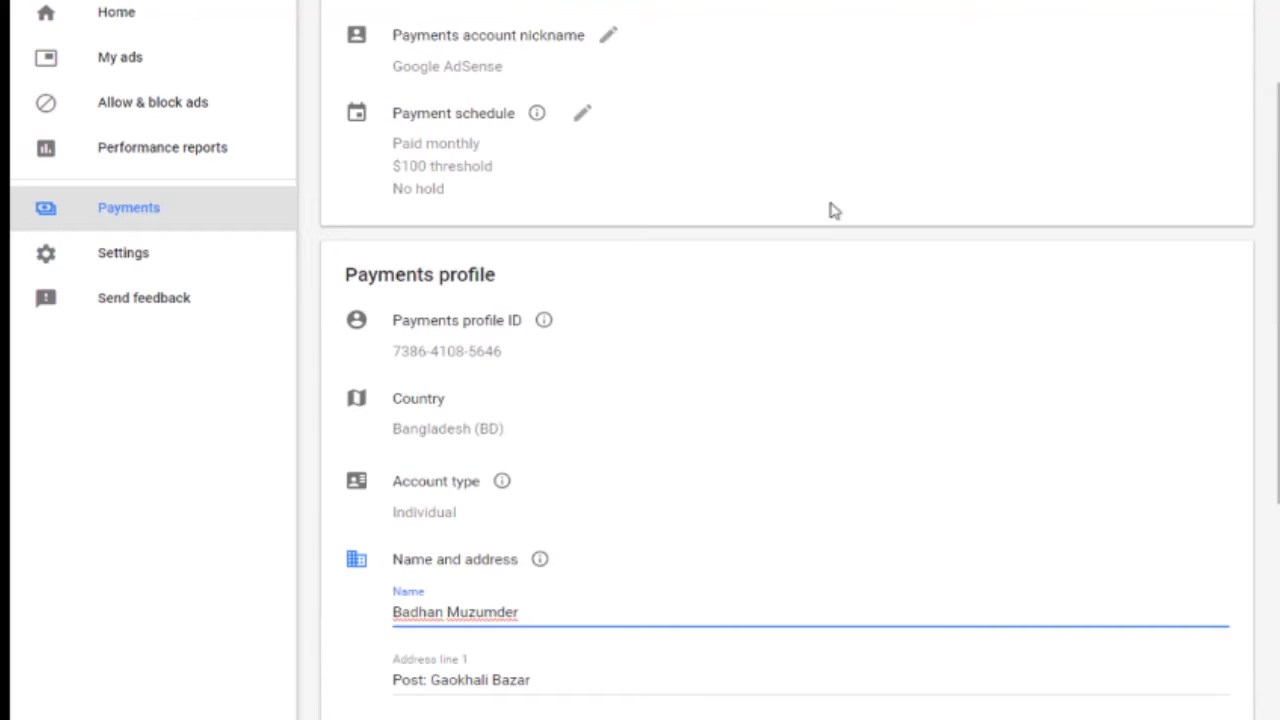 Home
My ads
Allow & block ads
Performance reports
Payments
Settings
Send feedback
Payments account nickname
Google AdSense
Payment schedule
Paid monthly
$100 threshold
No hold
Payments profile
Payments profile ID
7386-4108-5646
Country
Bangladesh (BD)
Account type
Individual
Name and address
Name
Badhan Muzumder
Address line 1
Post: Gaokhali Bazar